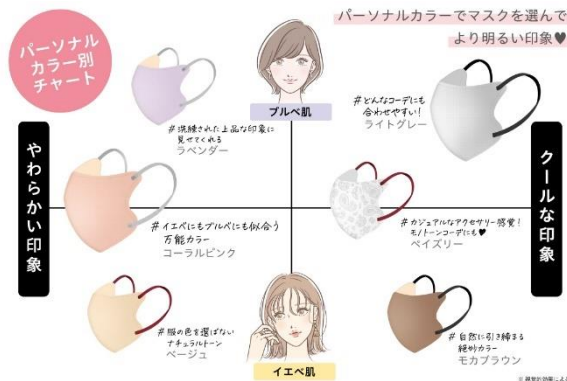 パーソナル
カラー別
チャート
パーソナルカラーでマスクを選んで
より明るい印象♥
ブルベ肌
#洗練された上品な印象に
見せてくれる
ラベンダー
#どんなコーデにも
合わせやすい!
ライトグレー
やわらかい印象
クールな印象
#イエベにもブルベにも似合う
万能カラー
コーラルピンク
#カジュアルなアクセサリー感覚!
モノトーンコーデにも♥
ペイズリー
#服の色を選ばない
ナチュラルトーン
ベージュ
イエベ肌
#自然に引き締まる
絶妙カラー
モカブラウン